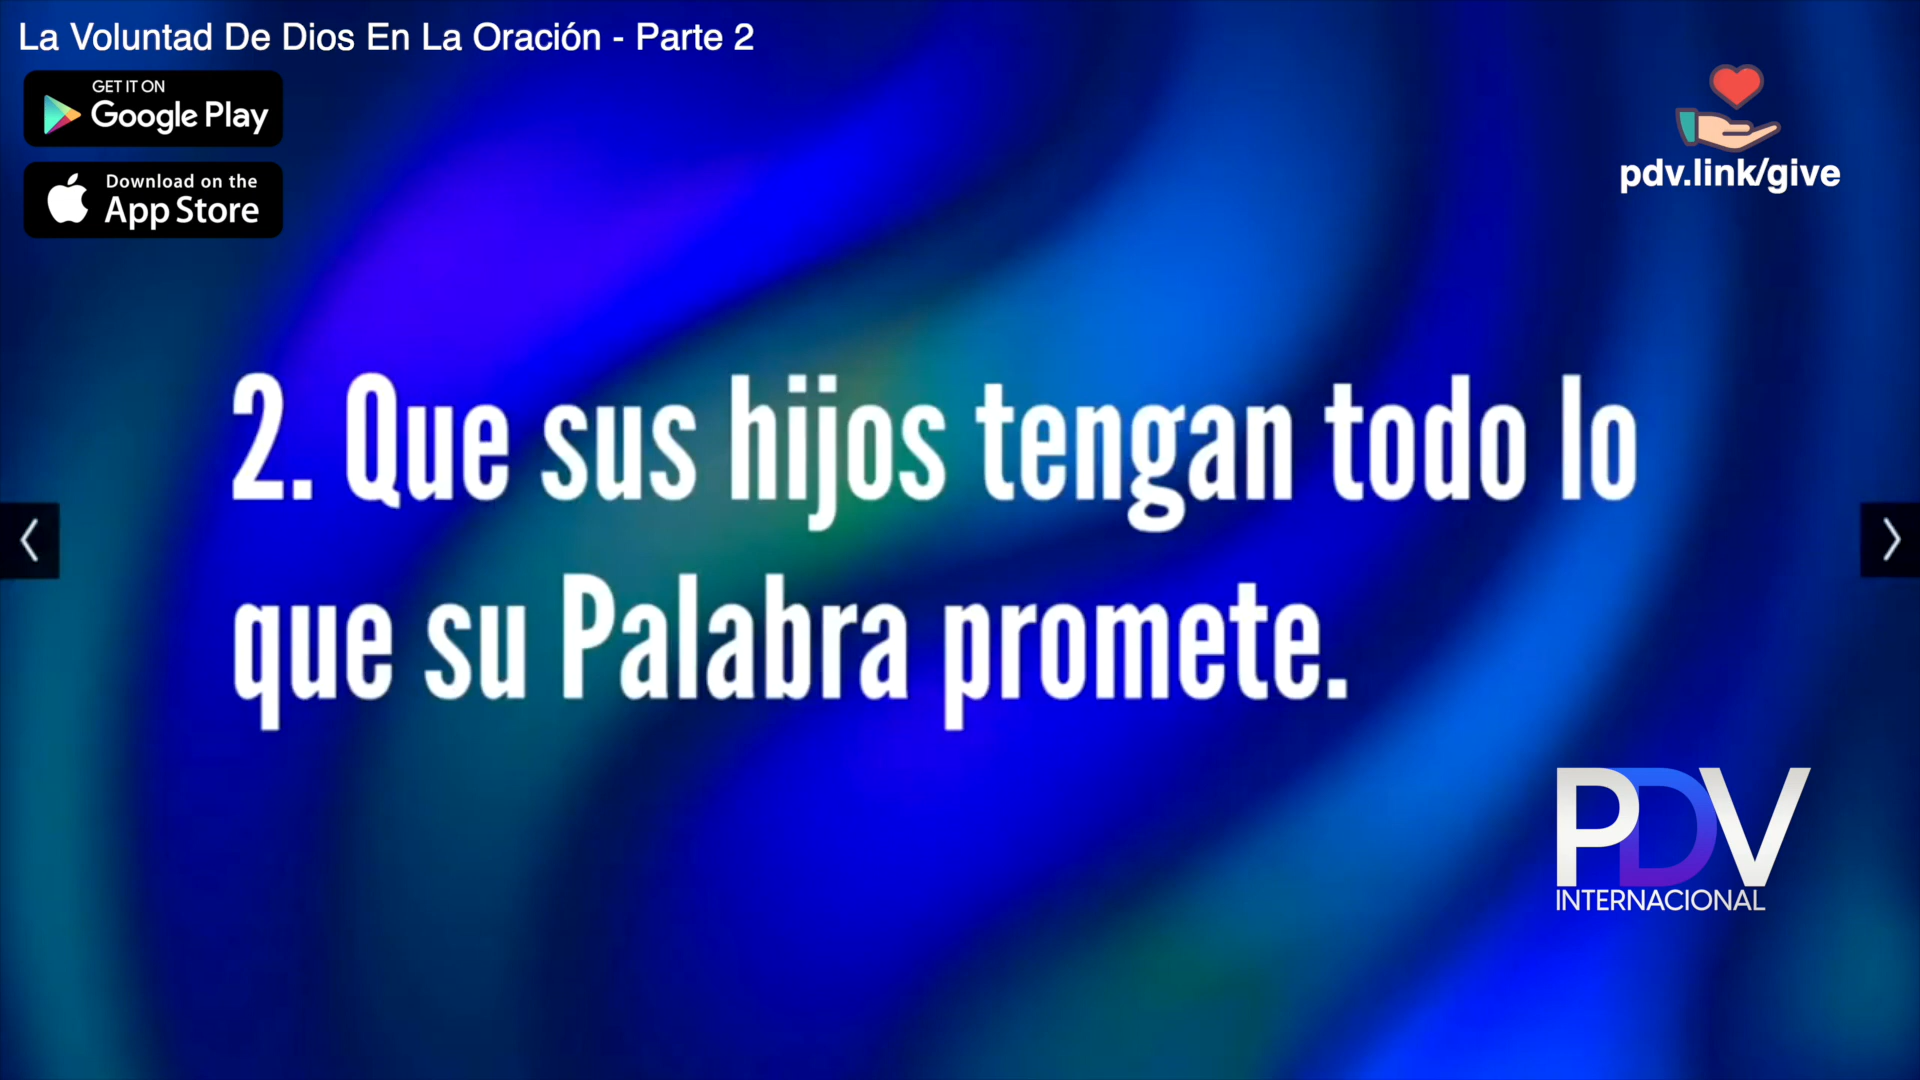 La Voluntad De Dios En La Oración - Parte 2
GET IT ON
Google Play
Download on the
App Store
pdv.link/give
2. Que sus hijos tengan todo lo
que su Palabra promete.
PDV
INTERNACIONAL